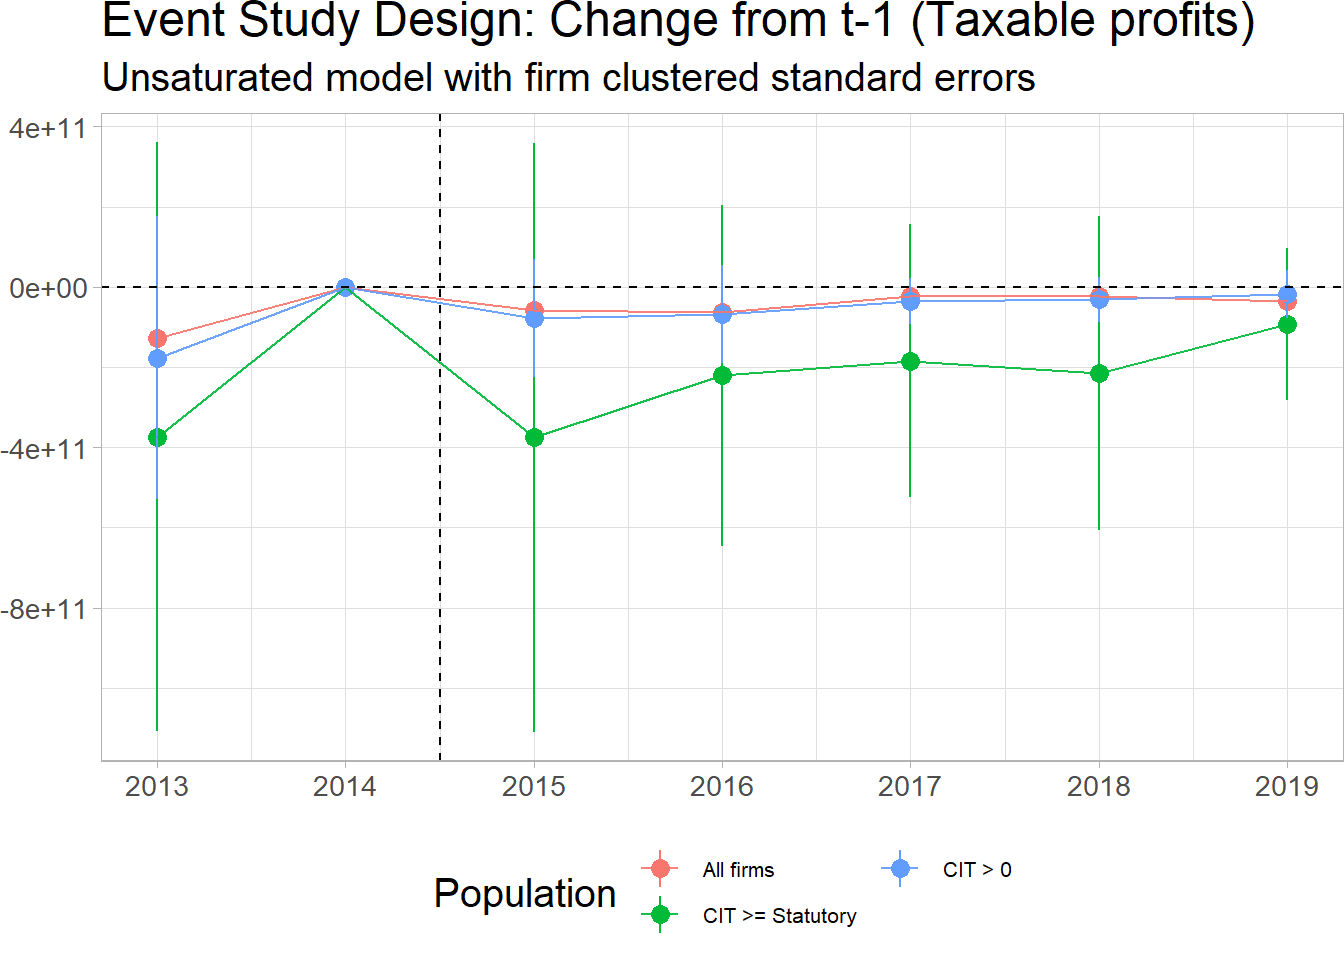 Event Study Design: Change from t-1 (Taxable profits)
Unsaturated model with firm clustered standard errors
4e+11
0e+00
-4e+11
-8e+11
2013 2014 2015 2016 2017 2018 2019
Population
All firms
CIT > 0
CIT >= Statutory